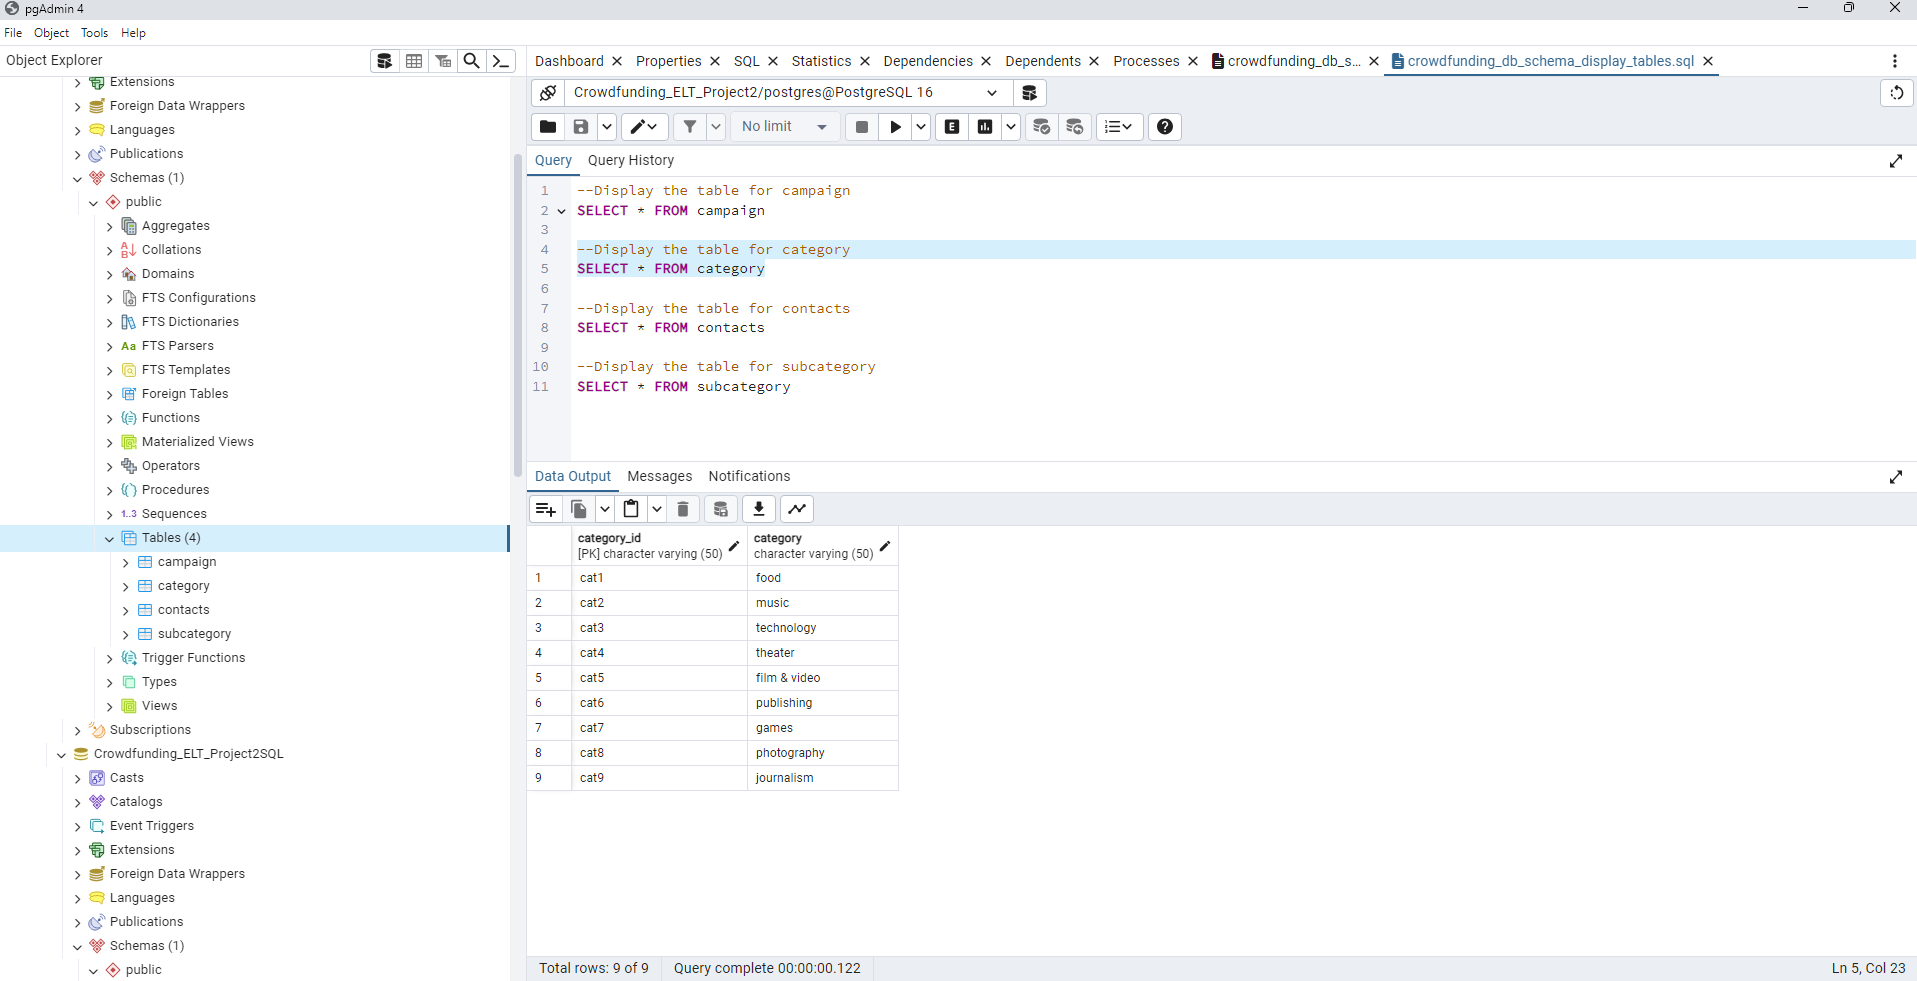 pgAdmin 4
File Object Tools Help
Object Explorer
Dashboard Properties SQL Statistics Dependencies Dependents Processes crowdfunding_db_s... crowdfunding_db_schema_display_tables.sql
Extensions
Foreign Data Wrappers
Languages
Publications
Schemas (1)
public
Aggregates
Collations
Domains
FTS Configurations
FTS Dictionaries
Aa FTS Parsers
FTS Templates
Foreign Tables
Functions
Materialized Views
Operators
Procedures
1..3 Sequences
Tables (4)
campaign
category
contacts
subcategory
Trigger Functions
Types
Views
Subscriptions
Crowdfunding_ELT_Project2SQL
Casts
Catalogs
Event Triggers
Extensions
Foreign Data Wrappers
Languages
Publications
Schemas (1)
public
Crowdfunding_ELT_Project2/postgres@PostgreSQL 16
No limit E
Query Query History
1 --Display the table for campaign
2 SELECT * FROM campaign
3
4 --Display the table for category
5 SELECT * FROM category
6
7 --Display the table for contacts
8 SELECT * FROM contacts
9
10 --Display the table for subcategory
11 SELECT * FROM subcategory
Data Output Messages Notifications
category_id category
[PK] character varying (50) character varying (50)
1 cat1 food
2 cat2 music
3 cat3 technology
4 cat4 theater
5 cat5 film & video
6 cat6 publishing
7 cat7 games
8 cat8 photography
9 cat9 journalism
Total rows: 9 of 9 Query complete 00:00:00.122 Ln 5, Col 23